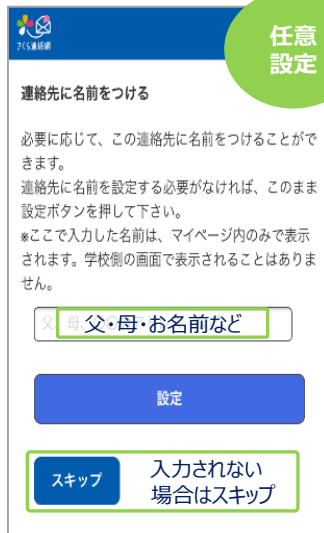 さくら連絡網
任意
設定
連絡先に名前をつける
必要に応じて、この連絡先に名前をつけることがで
きます。
連絡先に名前を設定する必要がなければ、このまま
設定ボタンを押して下さい。
※ここで入力した名前は、マイページ内のみで表示
されます。学校側の画面で表示されることはありま
せん。
父・母・お名前など
設定
スキップ
入力されない
場合はスキップ